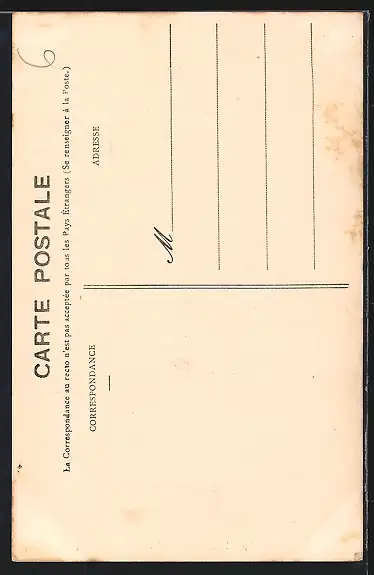 6
CARTE POSTALE
La Correspondance au recto n'est pas acceptée par tous les Pays Étrangers (Se renseigner à la Poste.)
CORRESPONDANCE
ADRESSE
M